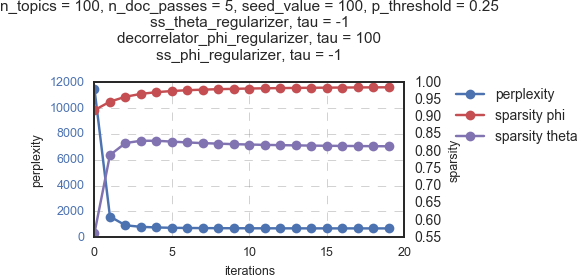 n_topics = 100, n_doc_passes = 5, seed_value = 100, p_threshold = 0.25
ss_theta_regularizer, tau = -1
decorrelator_phi_regularizer, tau = 100
ss_phi_regularizer, tau = -1
12000
10000
8000
6000
4000
2000
0
perplexity
0
5
10
15
20
iterations
1.00
0.95
0.90
0.85
0.80
0.75
0.70
0.65
0.60
0.55
sparsity
perplexity
sparsity phi
sparsity theta